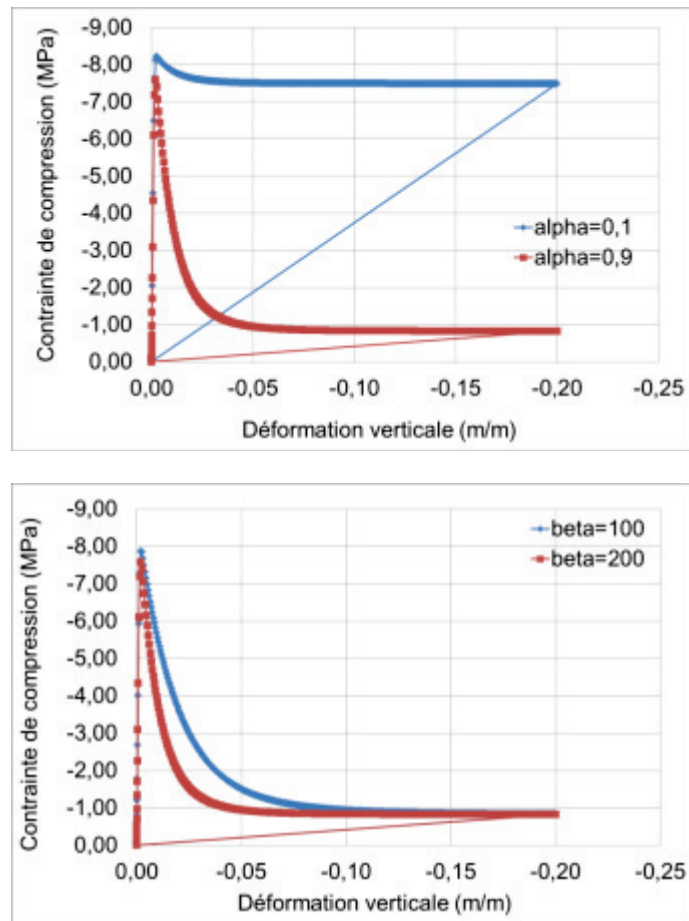 -9,00
-8,00
-7,00
-6,00
-5,00
-4,00
-3,00
-2,00
-1,00
0,00
Contrainte de compression (MPa)
alpha=0,1
alpha=0,9
0,00 -0,05 -0,10 -0,15 -0,20 -0,25
Déformation verticale (m/m)
-9,00
-8,00
-7,00
-6,00
-5,00
-4,00
-3,00
-2,00
-1,00
0,00
Contrainte de compression (MPa)
beta=100
beta=200
0,00 -0,05 -0,10 -0,15 -0,20 -0,25
Déformation verticale (m/m)